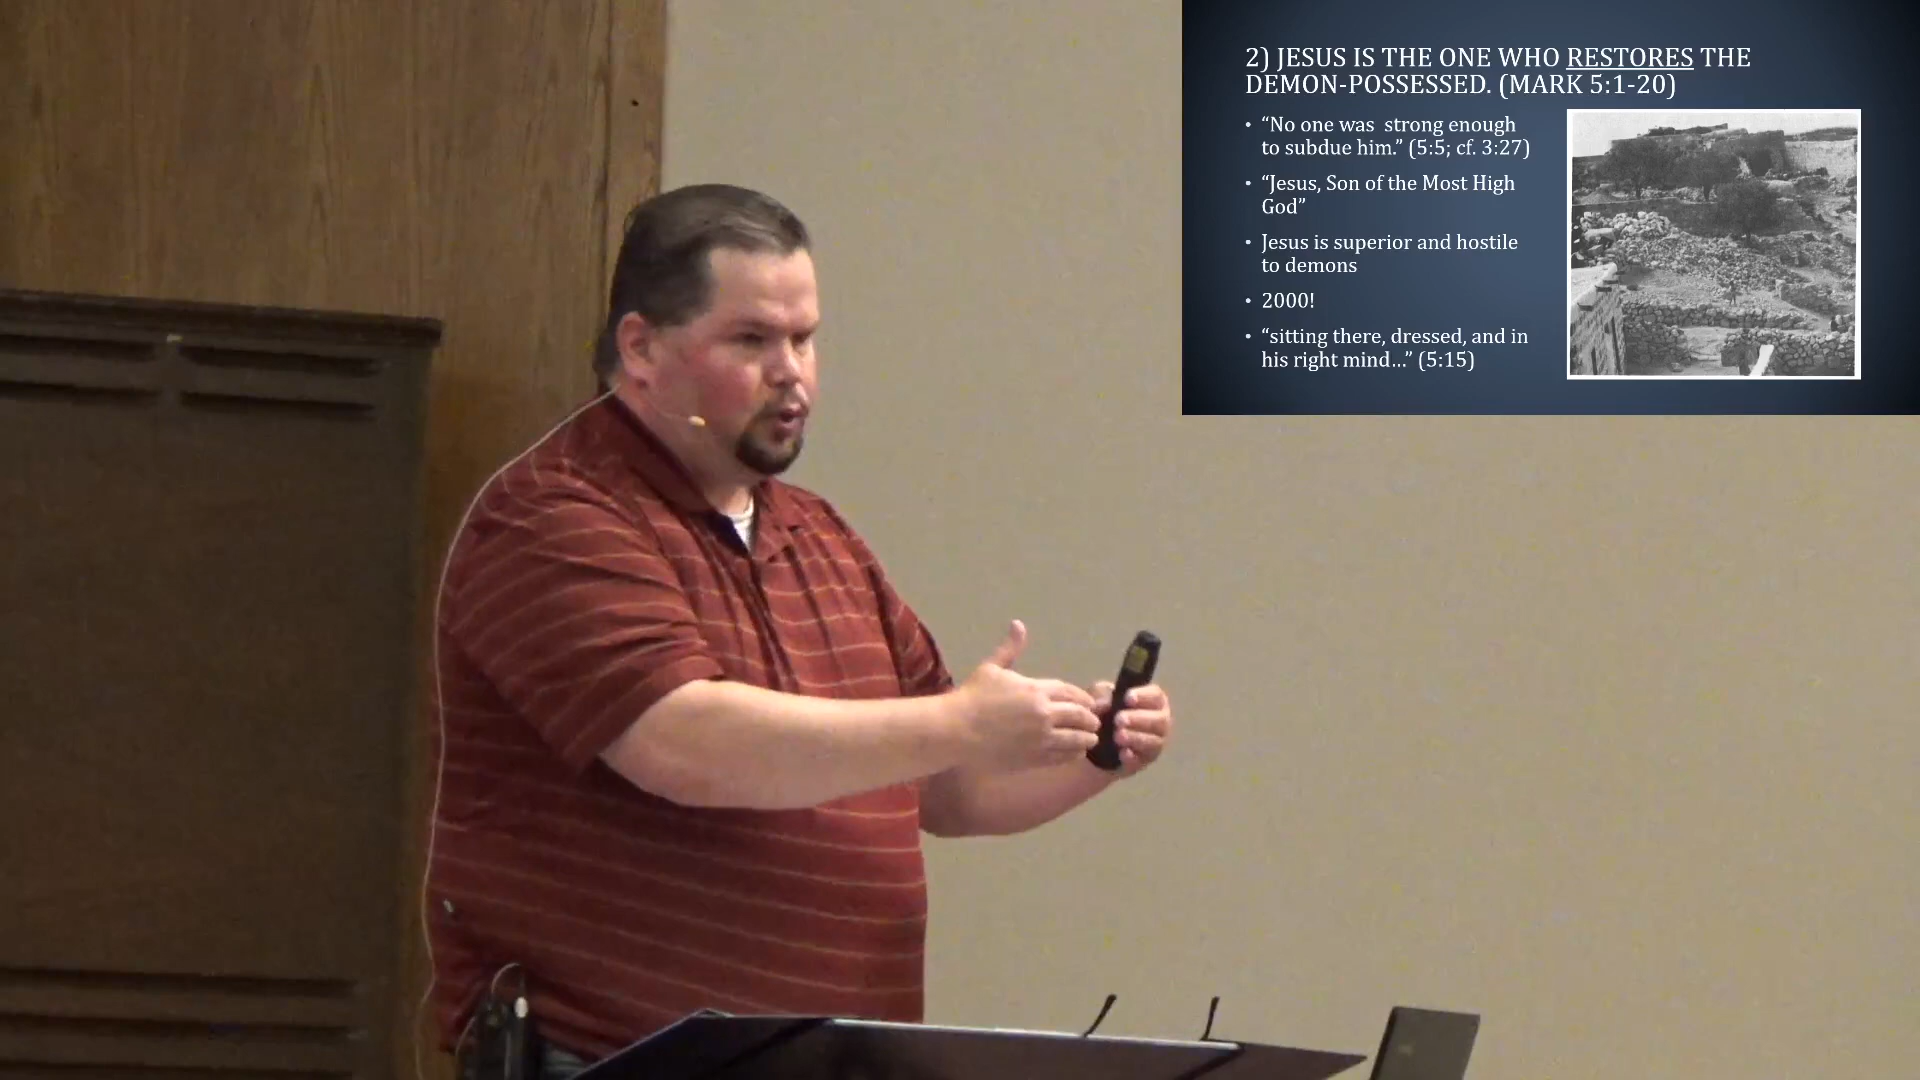 2) JESUS IS THE ONE WHO RESTORES THE
DEMON-POSSESSED. (MARK 5:1-20)
• “No one was  strong enough
to subdue him.” (5:5; cf. 3:27)
• “Jesus, Son of the Most High
God”
• Jesus is superior and hostile
to demons
• 2000!
• “sitting there, dressed, and in
his right mind…” (5:15)